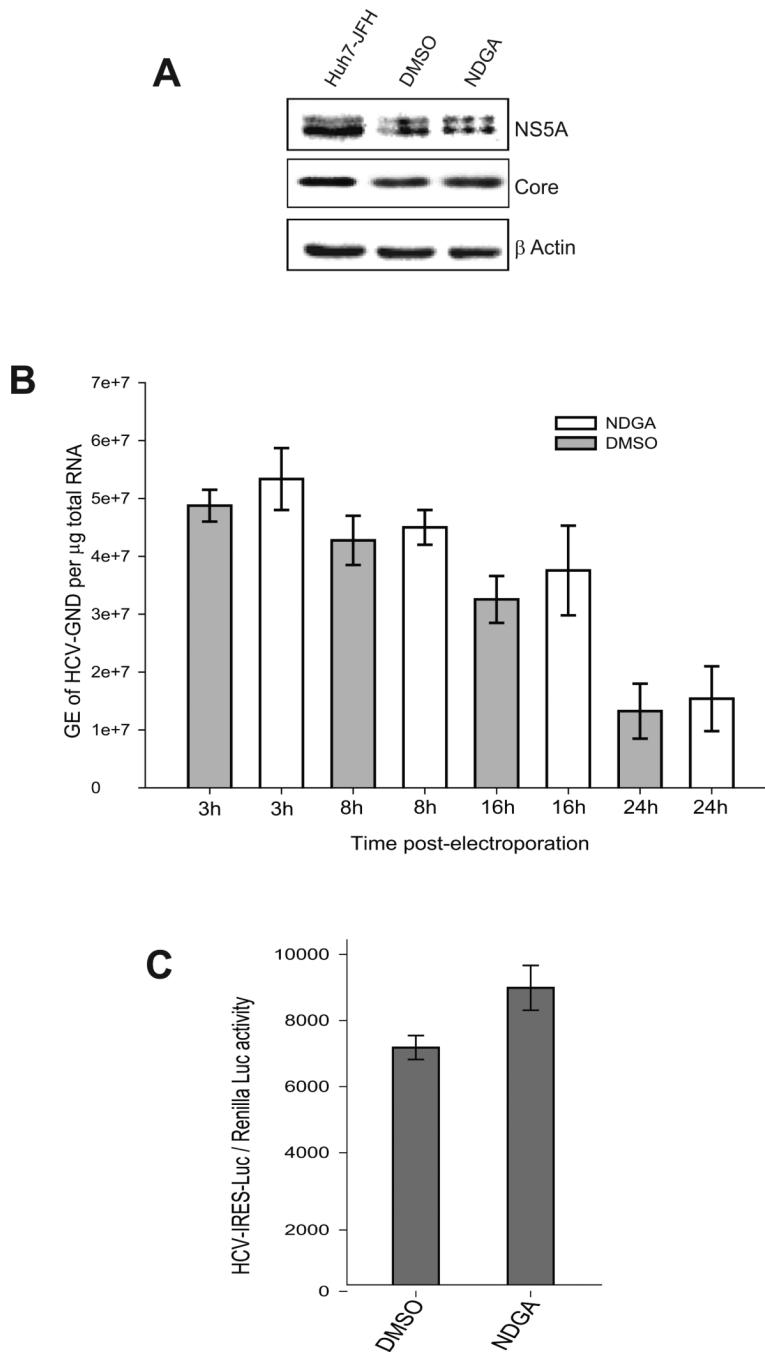 A
Huh7-JFH
DMSO
NDGA
NS5A
Core
β Actin
B
GE of HCV-GND per µg total RNA
7e+7
6e+7
5e+7
4e+7
3e+7
2e+7
1e+7
0
NDGA
DMSO
3h 3h 8h 8h 16h 16h 24h 24h
Time post-electroporation
C
HCV-IRES-Luc / Renilla Luc activity
10000
8000
6000
4000
2000
0
DMSO
NDGA